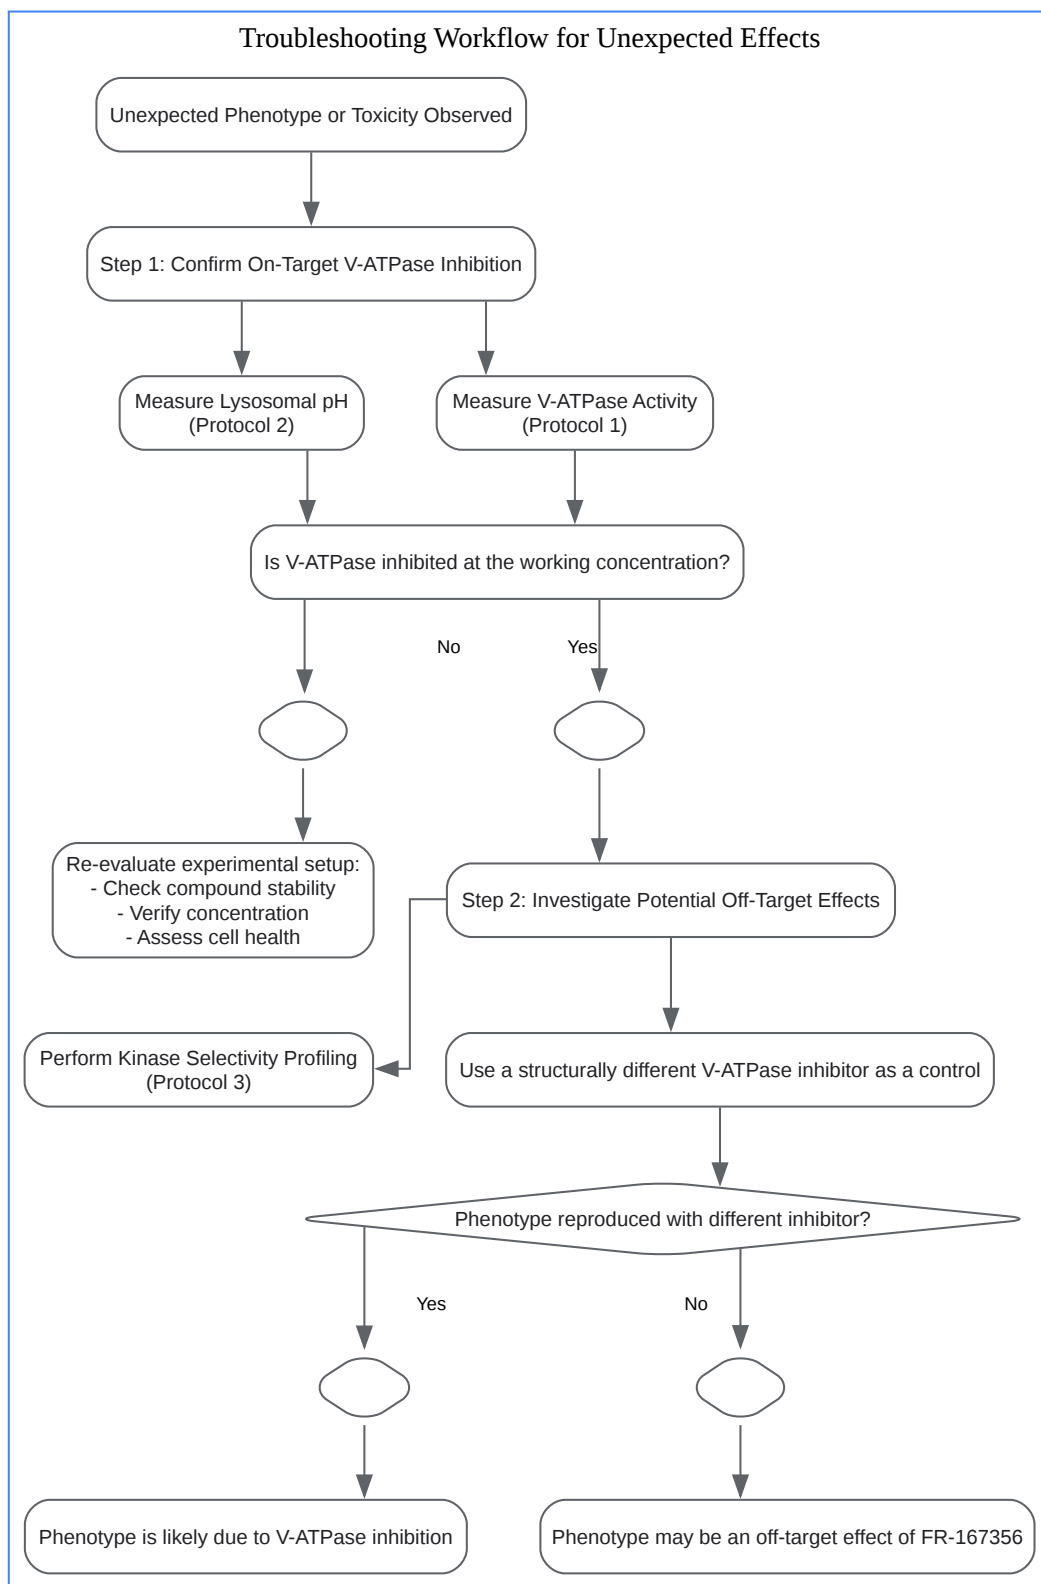 Troubleshooting Workflow for Unexpected Effects
Unexpected Phenotype or Toxicity Observed
Step 1: Confirm On-Target V-ATPase Inhibition
Measure Lysosomal pH
(Protocol 2)
Measure V-ATPase Activity
(Protocol 1)
Is V-ATPase inhibited at the working concentration?
No
Yes
Re-evaluate experimental setup:
- Check compound stability
- Verify concentration
- Assess cell health
Step 2: Investigate Potential Off-Target Effects
Perform Kinase Selectivity Profiling
(Protocol 3)
Use a structurally different V-ATPase inhibitor as a control
Phenotype reproduced with different inhibitor?
Yes
No
Phenotype is likely due to V-ATPase inhibition
Phenotype may be an off-target effect of FR-167356